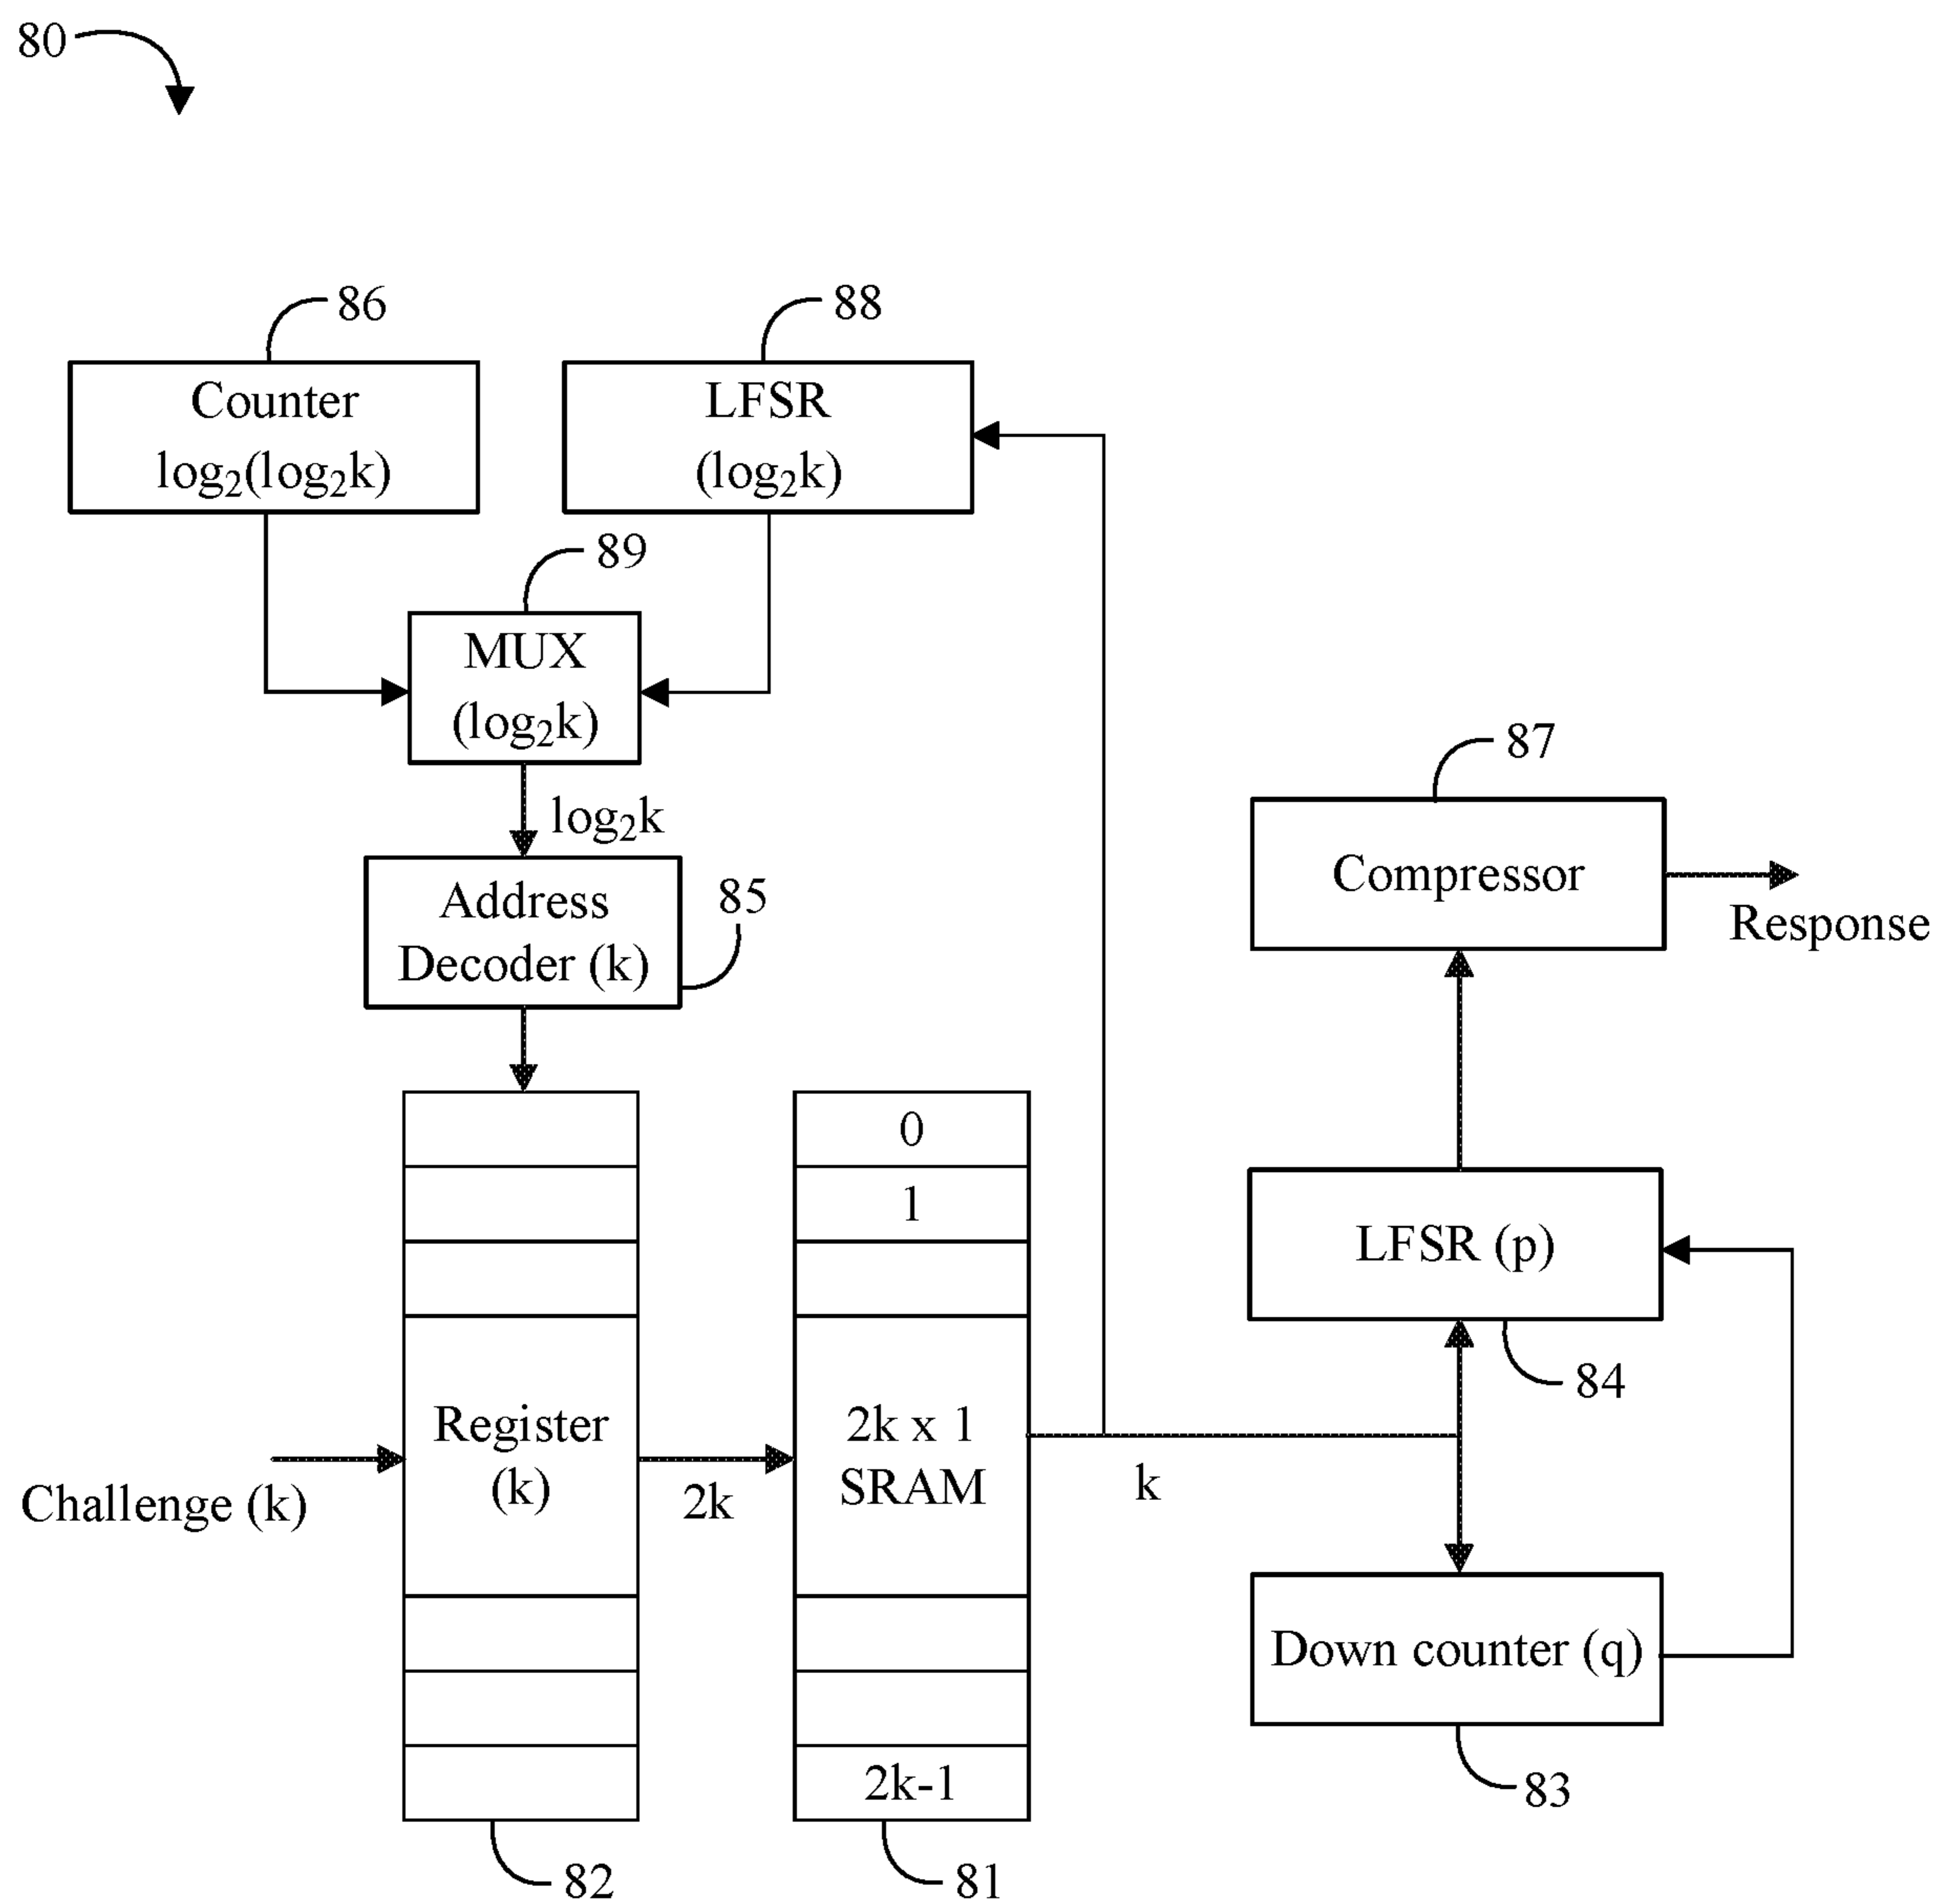 80
86
88
Counter
log₂(log₂k)
LFSR
(log₂k)
89
MUX
(log₂k)
log₂k
87
Compressor
Response
Address
Decoder (k)
85
0
1
LFSR (p)
84
Register
(k)
2k x 1
SRAM
Challenge (k)
2k
k
Down counter (q)
83
2k-1
82
81